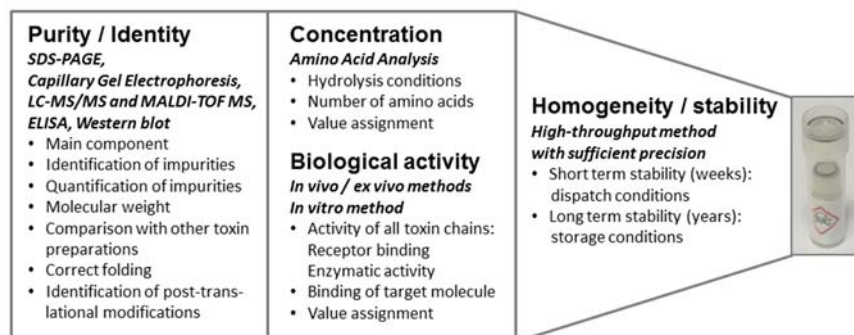 Purity / Identity
SDS-PAGE,
Capillary Gel Electrophoresis,
LC-MS/MS and MALDI-TOF MS,
ELISA, Western blot
• Main component
• Identification of impurities
• Quantification of impurities
• Molecular weight
• Comparison with other toxin
preparations
• Correct folding
• Identification of post-trans-
lational modifications
Concentration
Amino Acid Analysis
• Hydrolysis conditions
• Number of amino acids
• Value assignment
Biological activity
In vivo / ex vivo methods
In vitro method
• Activity of all toxin chains:
Receptor binding
Enzymatic activity
• Binding of target molecule
• Value assignment
Homogeneity / stability
High-throughput method
with sufficient precision
• Short term stability (weeks):
dispatch conditions
• Long term stability (years):
storage conditions